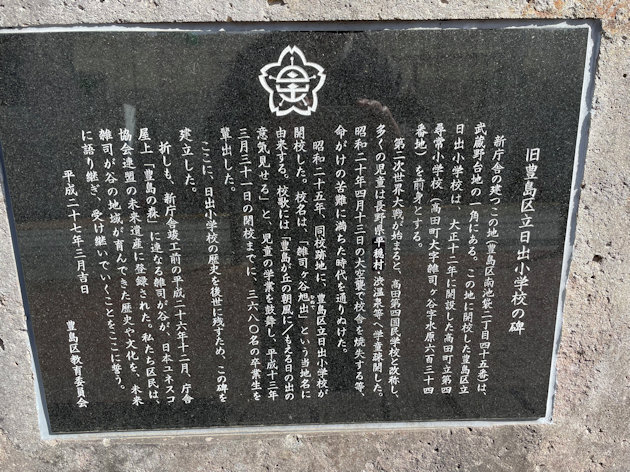 旧豊島区立日出小学校の碑
新庁舎の建つこの地(豊島区南池袋二丁目四十五番)は、
武蔵野台地の一角にある。この地に開校した豊島区立
日出小学校は、大正十二年に開設した高田町立第四
尋常小学校(高田町大字雑司ヶ谷字水原六百三十四
番地)を前身とする。
第二次世界大戦が始まると、高田第四国民学校と改称し、
多くの児童は長野県平穏村・渋温泉等へ学童疎開した。
昭和二十年四月十三日の大空襲で校舎を焼失する等、
命がけの苦難に満ちた時代を通りぬけた。
昭和二十五年、同校跡地に、豊島区立日出小学校が
開校した。校名は、「雑司ヶ谷旭出」という当地名に
由来する。校歌には「豊島が丘の朝風に/もえる日の出の
意気見せる」と、児童の学業を鼓舞し、平成十三年
三月三十一日の閉校までに、三六八〇名の卒業生を
輩出した。
ここに、日出小学校の歴史を後世に残すため、この碑を
建立した。
折しも、新庁舎竣工前の平成二十六年十二月、庁舎
屋上「豊島の森」に連なる雑司が谷が、日本ユネスコ
協会連盟の未来遺産に登録された。私たち区民は、
雑司が谷の地域が育んできた歴史や文化を、未来
に語り継ぎ、受け継いでいくことをここに誓う。
平成二十七年三月吉日
豊島区教育委員会